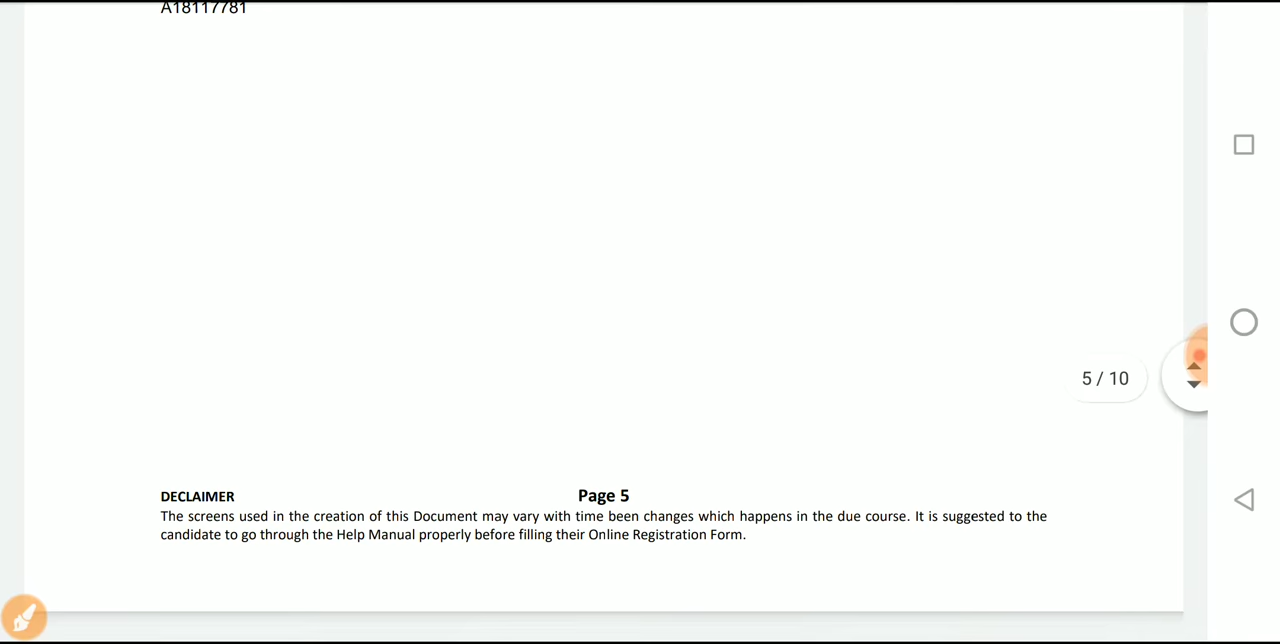 A18117781
5 / 10
DECLAIMER
Page 5
The screens used in the creation of this Document may vary with time been changes which happens in the due course. It is suggested to the
candidate to go through the Help Manual properly before filling their Online Registration Form.